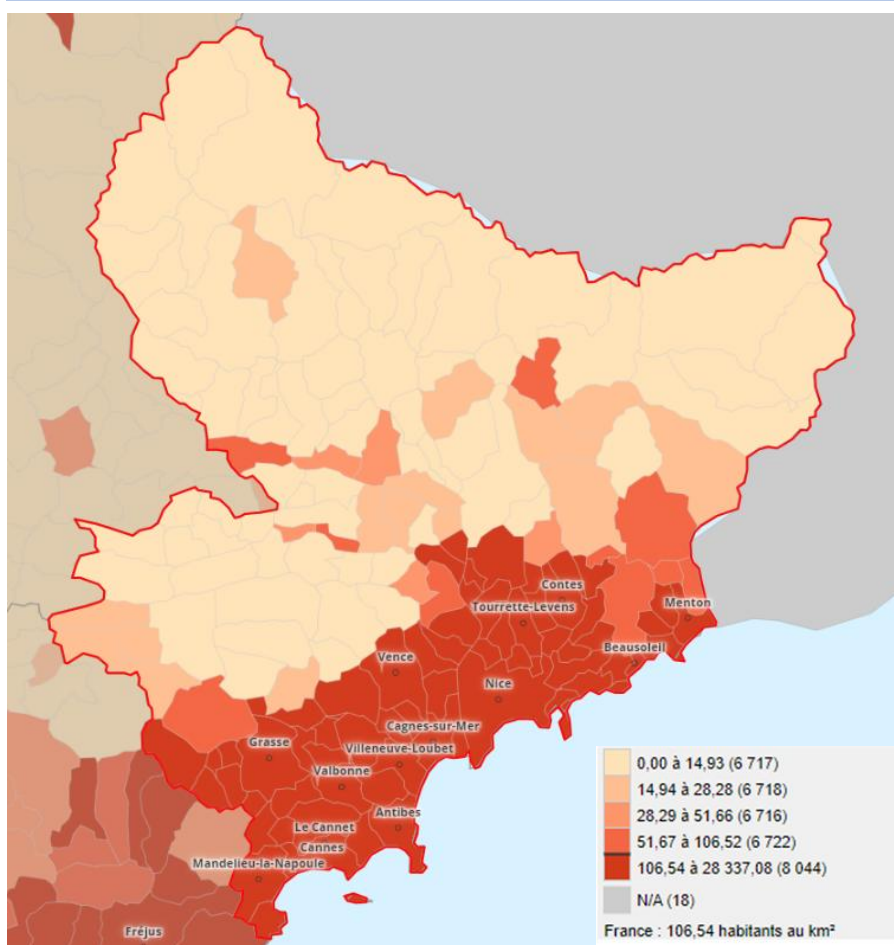 Contes
Tourrette-Levens
Menton
Beausoleil
Vence
Nice
Cagnes-sur-Mer
Grasse
Villeneuve-Loubet
Valbonne
Antibes
Le Cannet
Cannes
Mandelieu-la-Napoule
Fréjus
0,00 à 14,93 (6 717)
14,94 à 28,28 (6 718)
28,29 à 51,66 (6 716)
51,67 à 106,52 (6 722)
106,54 à 28 337,08 (8 044)
N/A (18)
France : 106,54 habitants au km²